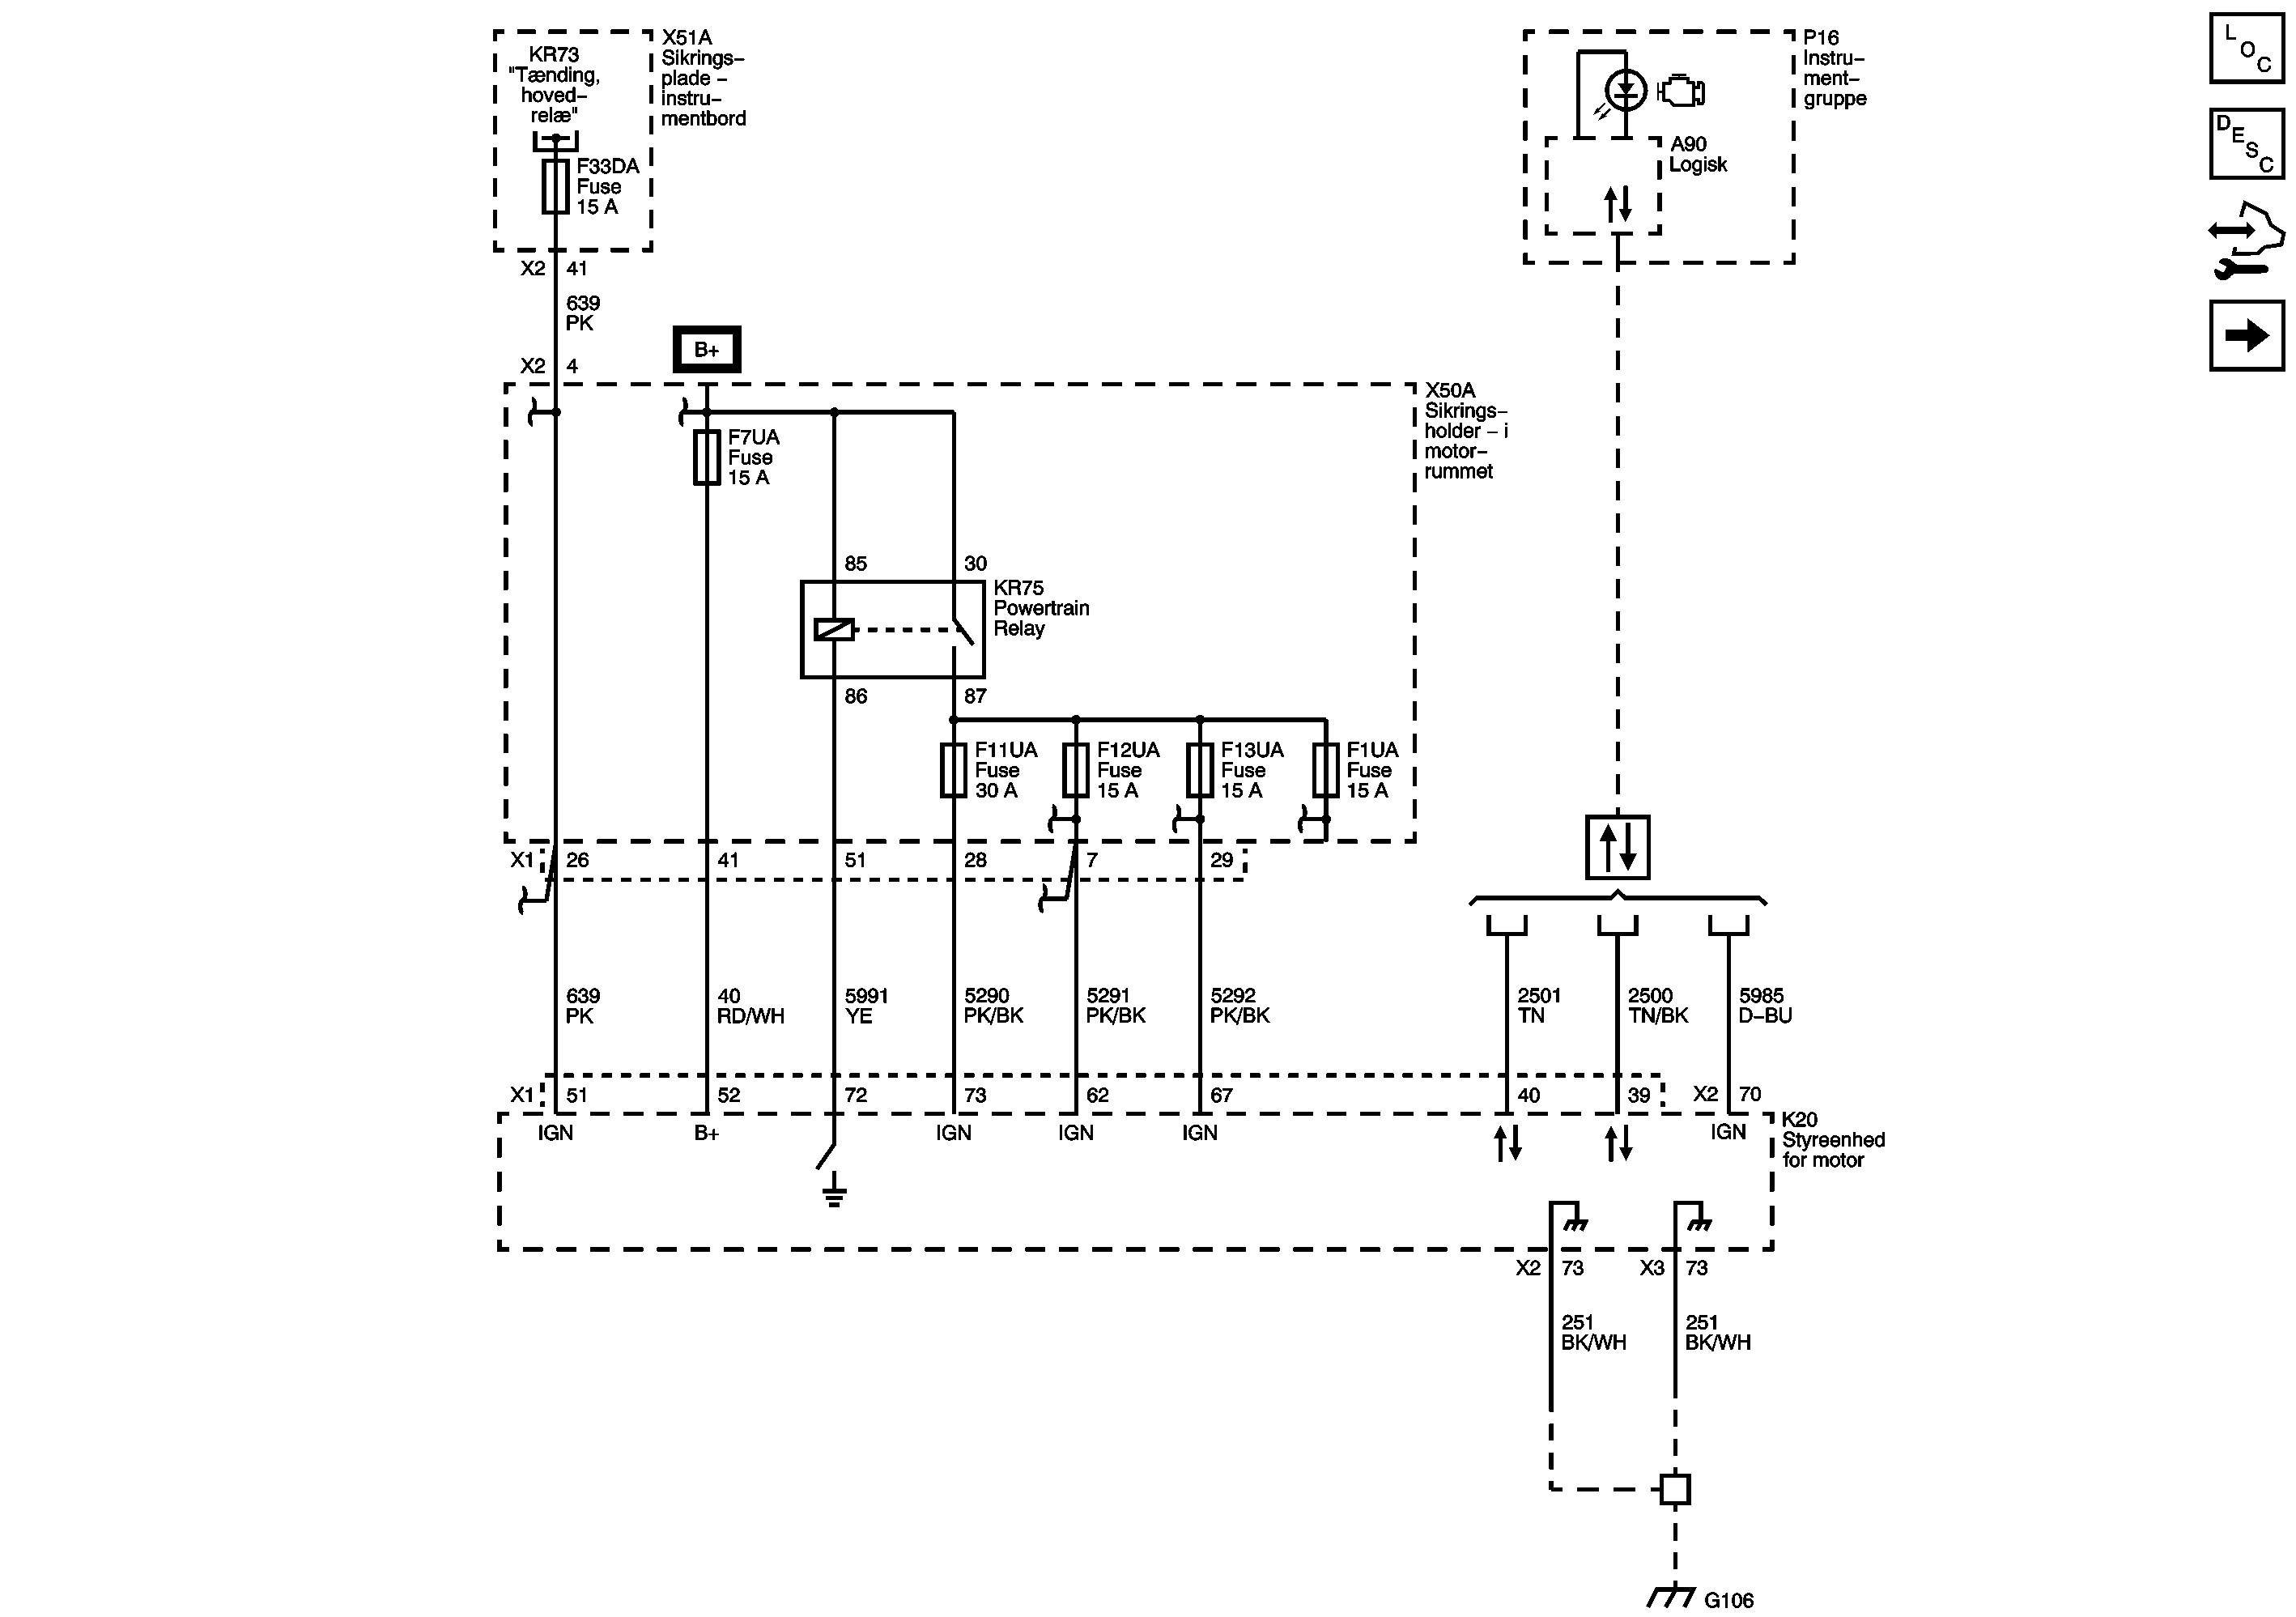 KR73
"Tænding,
hoved–
relæ"
F33DA
Fuse
15 A
X51A
Sikrings–
plade –
instru–
mentbord
X2 41
639
PK
X2 4
B+
F7UA
Fuse
15 A
X50A
Sikrings–
holder – i
motor–
rummet
85 30
KR75
Powertrain
Relay
86 87
F11UA
Fuse
30 A
F12UA
Fuse
15 A
F13UA
Fuse
15 A
F1UA
Fuse
15 A
X1 26 41 51 28 7 29
639
PK
40
RD/WH
5991
YE
5290
PK/BK
5291
PK/BK
5292
PK/BK
P16
Instru–
ment–
gruppe
A90
Logisk
2501
TN
2500
TN/BK
5985
D–BU
X1 51 52 72 73 62 67 40 39 X2 70
IGN B+ IGN IGN IGN IGN
K20
Styreenhed
for motor
X2 73 X3 73
251
BK/WH
251
BK/WH
G106
LOC
DESC